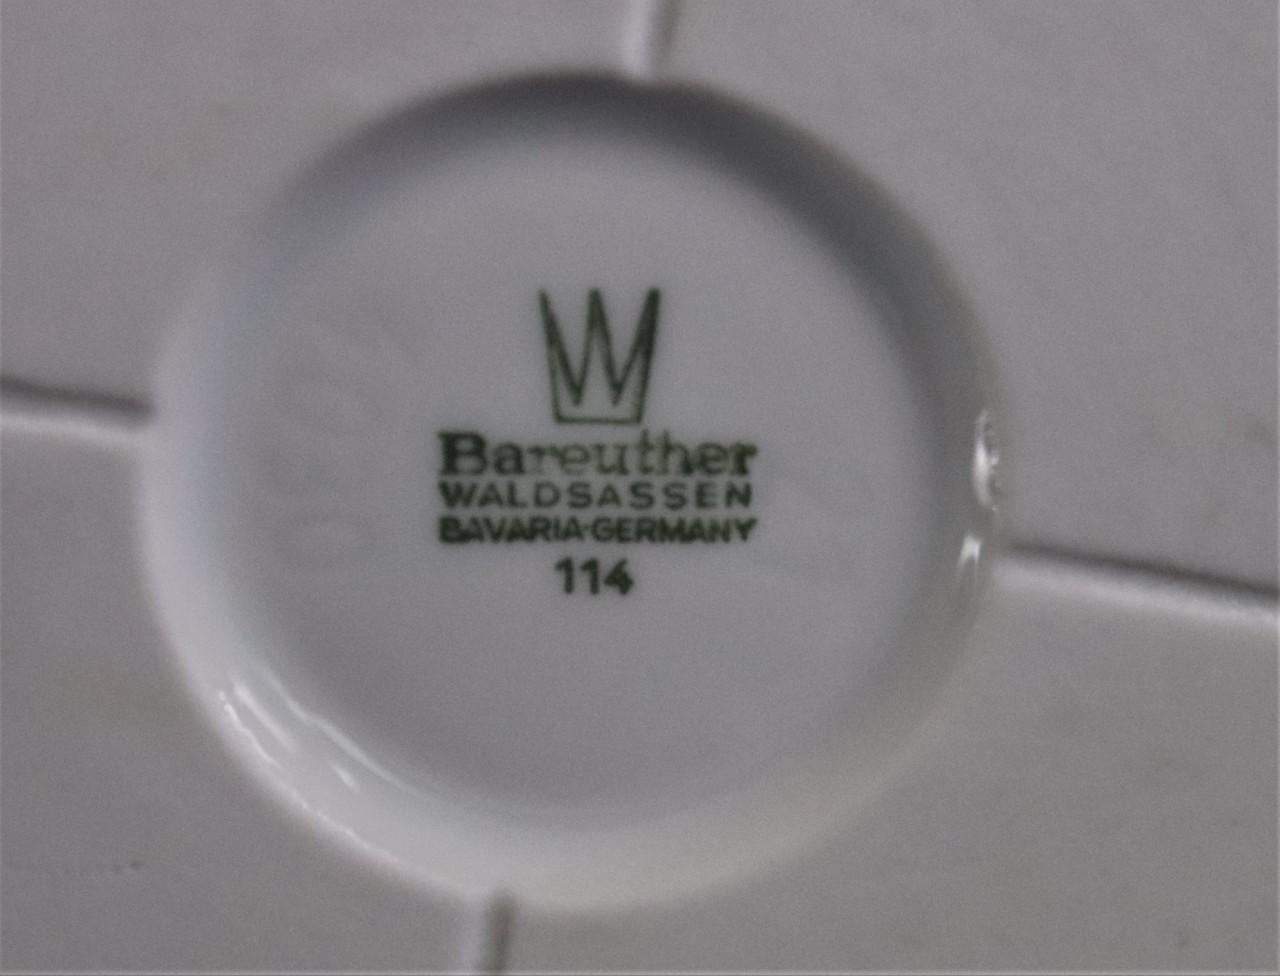 W
Bareuther
WALDSASSEN
BAVARIA·GERMANY
114